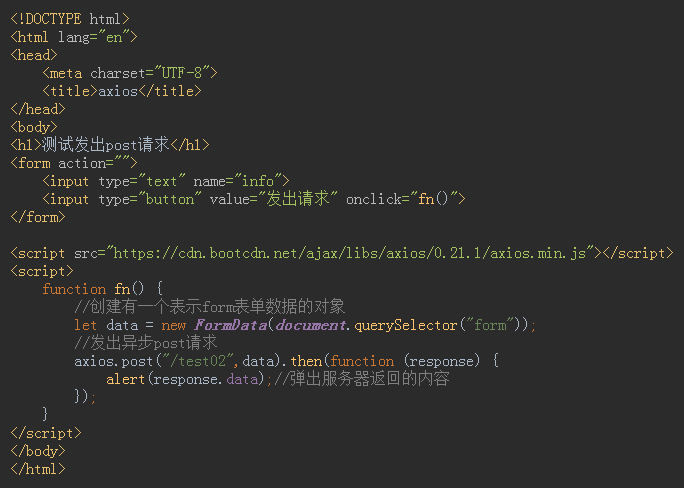 <!DOCTYPE html>
<html lang="en">
<head>
    <meta charset="UTF-8">
    <title>axios</title>
</head>
<body>
<h1>测试发出post请求</h1>
<form action="">
    <input type="text" name="info">
    <input type="button" value="发出请求" onclick="fn()">
</form>

<script src="https://cdn.bootcdn.net/ajax/libs/axios/0.21.1/axios.min.js"></script>
<script>
    function fn() {
        //创建有一个表示form表单数据的对象
        let data = new FormData(document.querySelector("form"));
        //发出异步post请求
        axios.post("/test02",data).then(function (response) {
            alert(response.data);//弹出服务器返回的内容
        });
    }
</script>
</body>
</html>